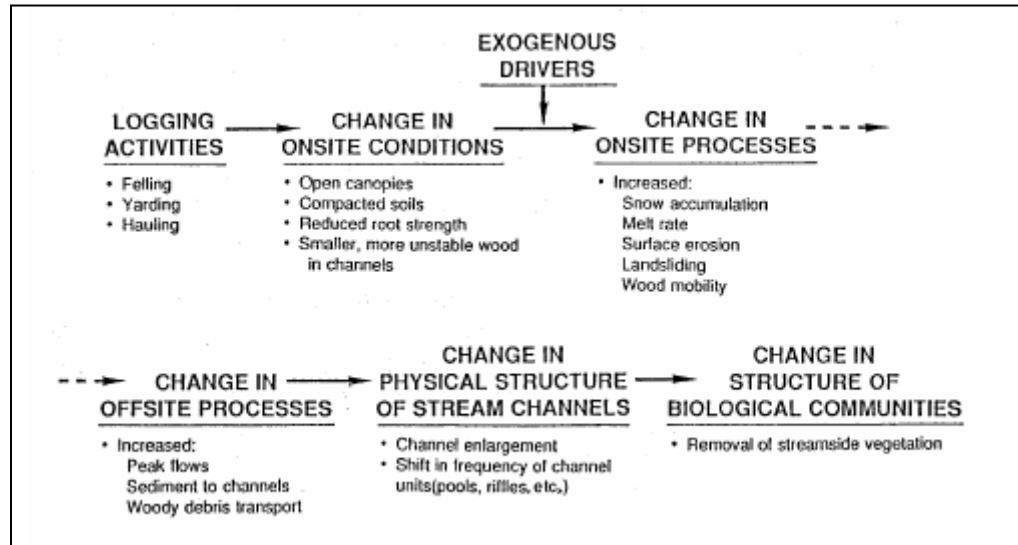 EXOGENOUS
DRIVERS
LOGGING
ACTIVITIES
• Felling
• Yarding
• Hauling
CHANGE IN
ONSITE CONDITIONS
• Open canopies
• Compacted soils
• Reduced root strength
• Smaller, more unstable wood
in channels
CHANGE IN
ONSITE PROCESSES
• Increased:
Snow accumulation
Melt rate
Surface erosion
Landsliding
Wood mobility
CHANGE IN
OFFSITE PROCESSES
• Increased:
Peak flows
Sediment to channels
Woody debris transport
CHANGE IN
PHYSICAL STRUCTURE
OF STREAM CHANNELS
• Channel enlargement
• Shift in frequency of channel
units(pools, riffles, etc,)
CHANGE IN
STRUCTURE OF
BIOLOGICAL COMMUNITIES
• Removal of streamside vegetation